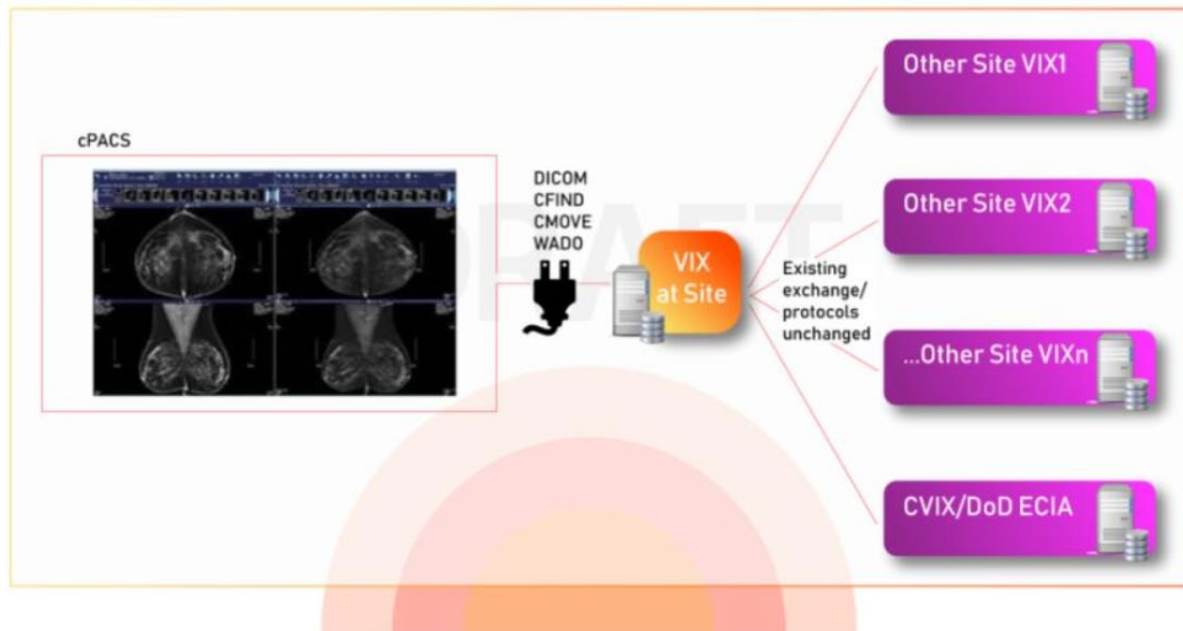 cPACS
DICOM
CFIND
CMOVE
WADO
VIX
at Site
Existing
exchange/
protocols
unchanged
Other Site VIX1
Other Site VIX2
...Other Site VIXn
CVIX/DoD ECIA
DRAFT